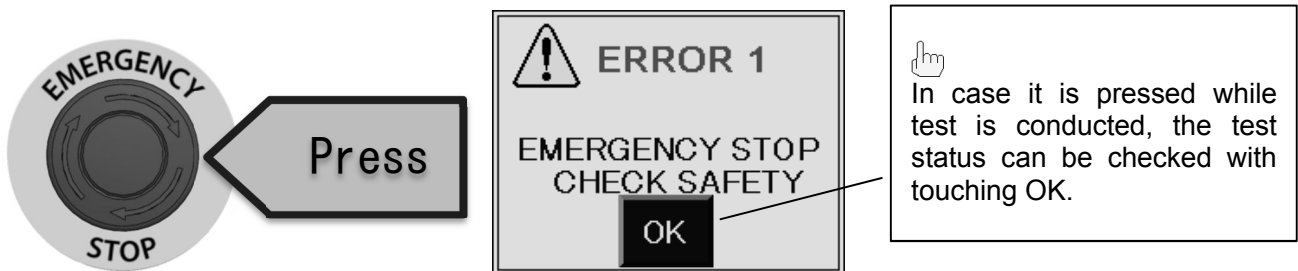 EMERGENCY
STOP
Press
ERROR 1
EMERGENCY STOP
CHECK SAFETY
OK
In case it is pressed while
test is conducted, the test
status can be checked with
touching OK.